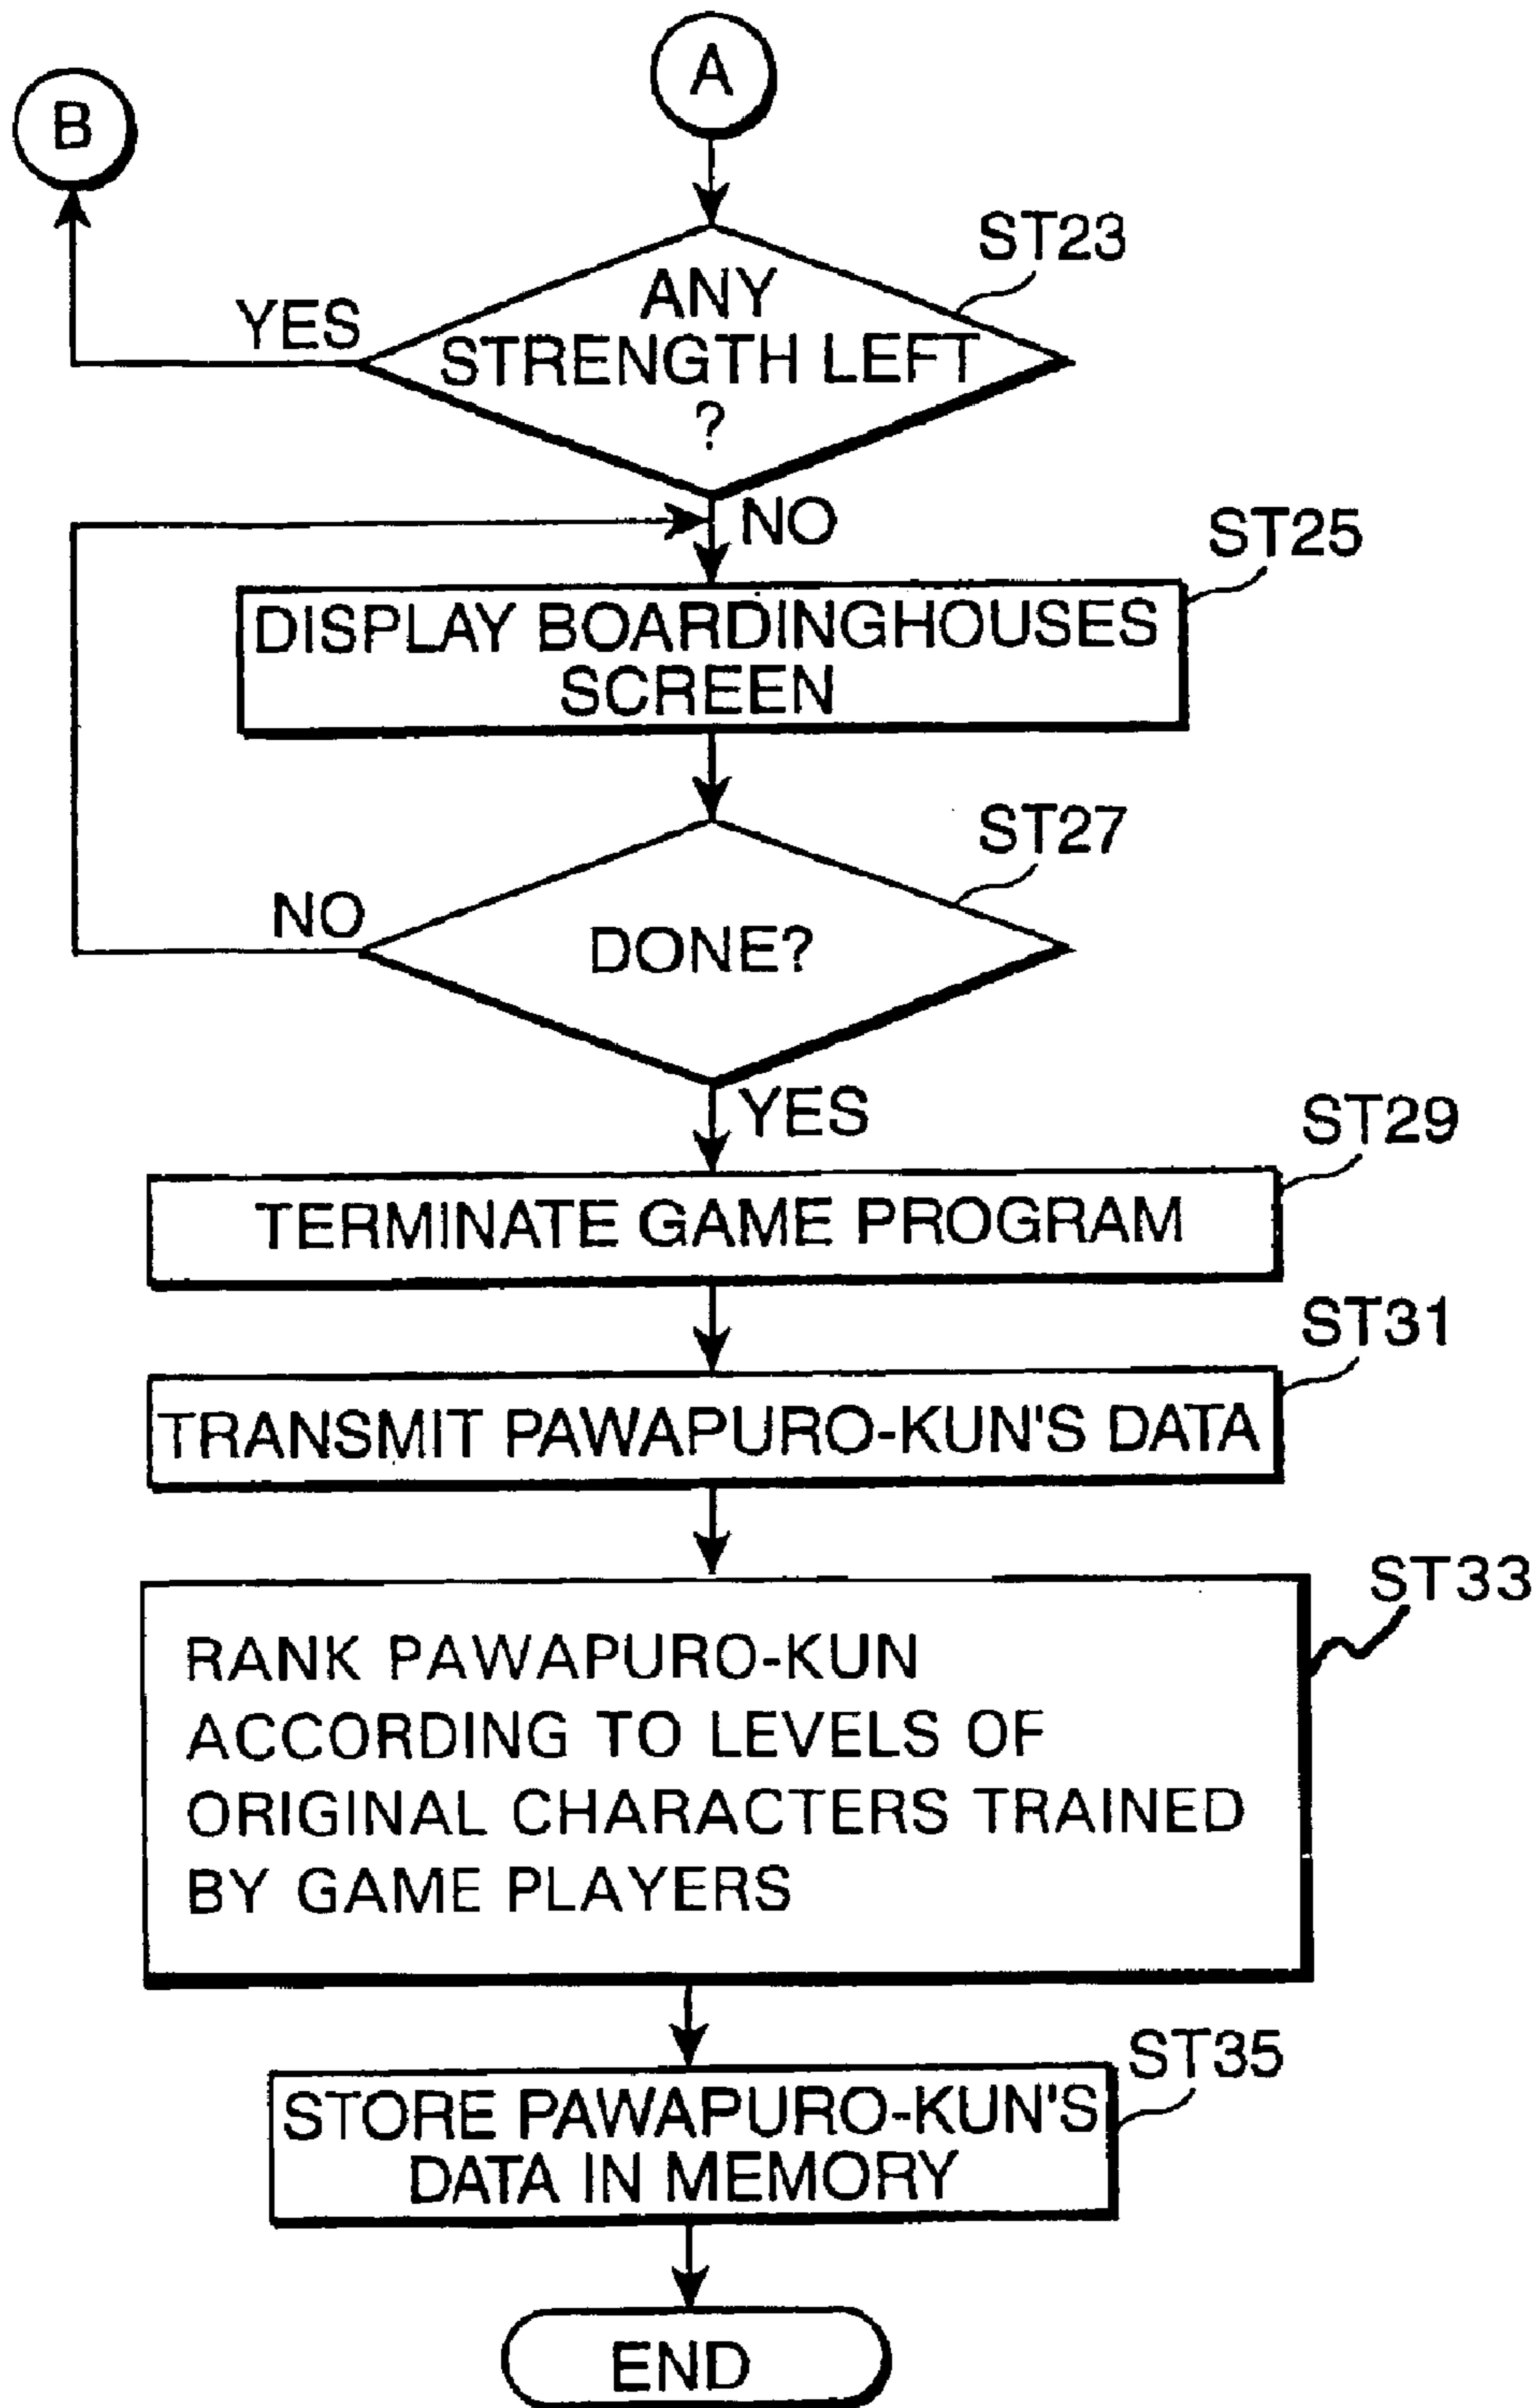 A
B
ST23
YES
ANY
STRENGTH LEFT
?
NO
ST25
DISPLAY BOARDINGHOUSES
SCREEN
ST27
NO
DONE?
YES
ST29
TERMINATE GAME PROGRAM
ST31
TRANSMIT PAWAPURO-KUN'S DATA
ST33
RANK PAWAPURO-KUN
ACCORDING TO LEVELS OF
ORIGINAL CHARACTERS TRAINED
BY GAME PLAYERS
ST35
STORE PAWAPURO-KUN'S
DATA IN MEMORY
END